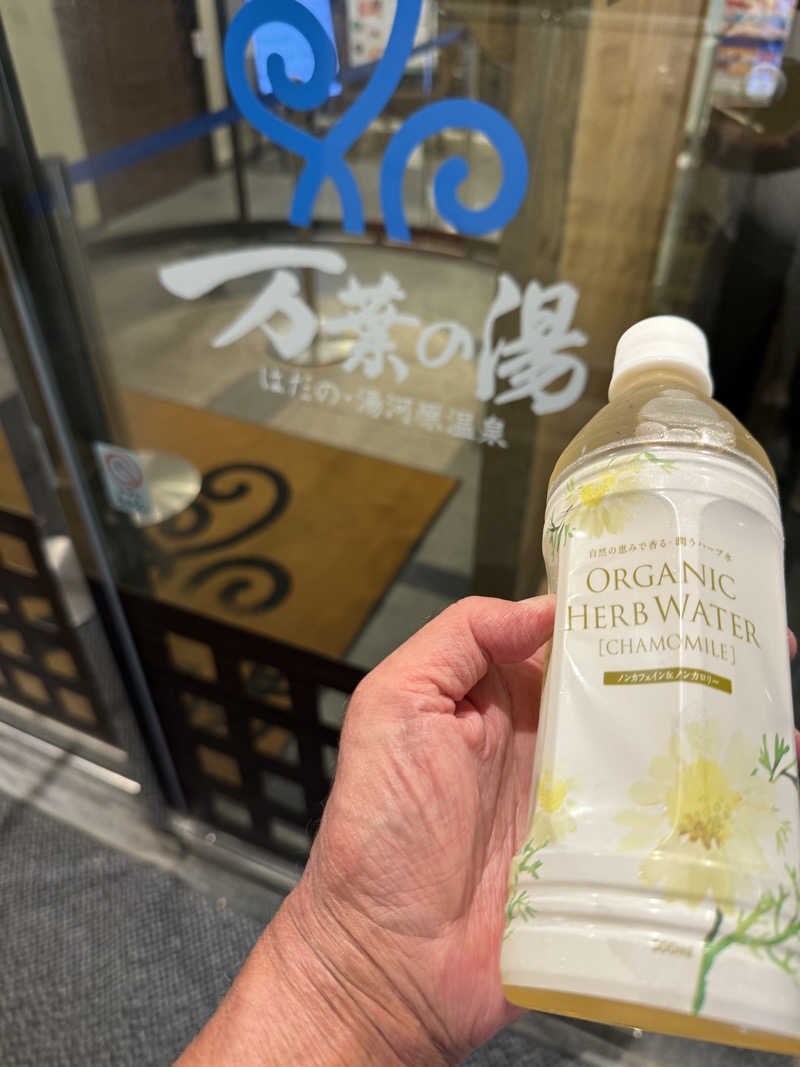 万葉の湯
はだの・湯河原温泉
自然の恵みで香る・潤うハーブ水
ORGANIC
HERB WATER
[CHAMOMILE]
ノンカフェイン&ノンカロリー
500ml